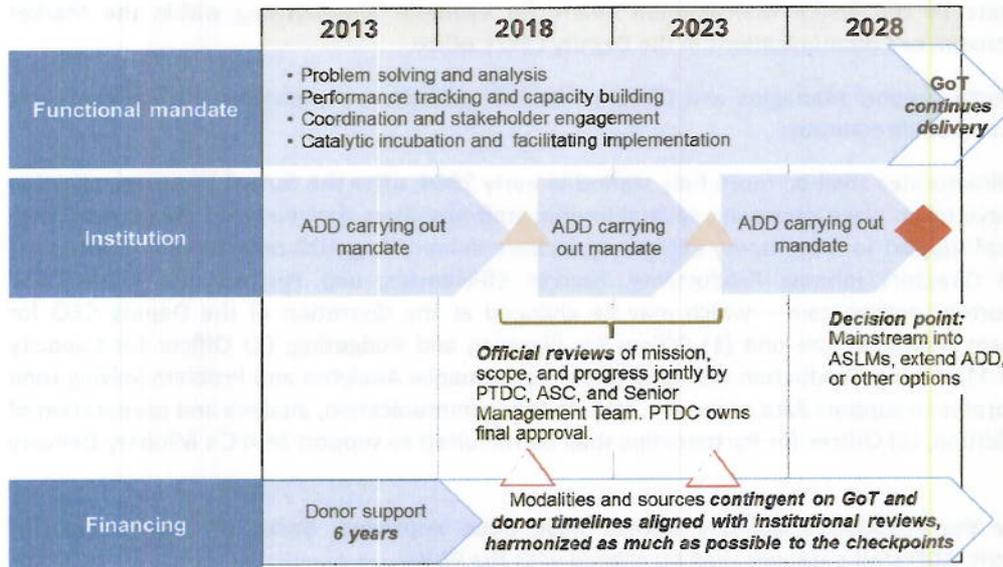 2013 2018 2023 2028
Functional mandate
• Problem solving and analysis
• Performance tracking and capacity building
• Coordination and stakeholder engagement
• Catalytic incubation and facilitating implementation
GoT
continues
delivery
Institution
ADD carrying out
mandate
ADD carrying
out mandate
ADD carrying out
mandate
Official reviews of mission,
scope, and progress jointly by
PTDC, ASC, and Senior
Management Team. PTDC owns
final approval.
Decision point:
Mainstream into
ASLMs, extend ADD,
or other options
Financing
Donor support
6 years
Modalities and sources contingent on GoT and
donor timelines aligned with institutional reviews,
harmonized as much as possible to the checkpoints